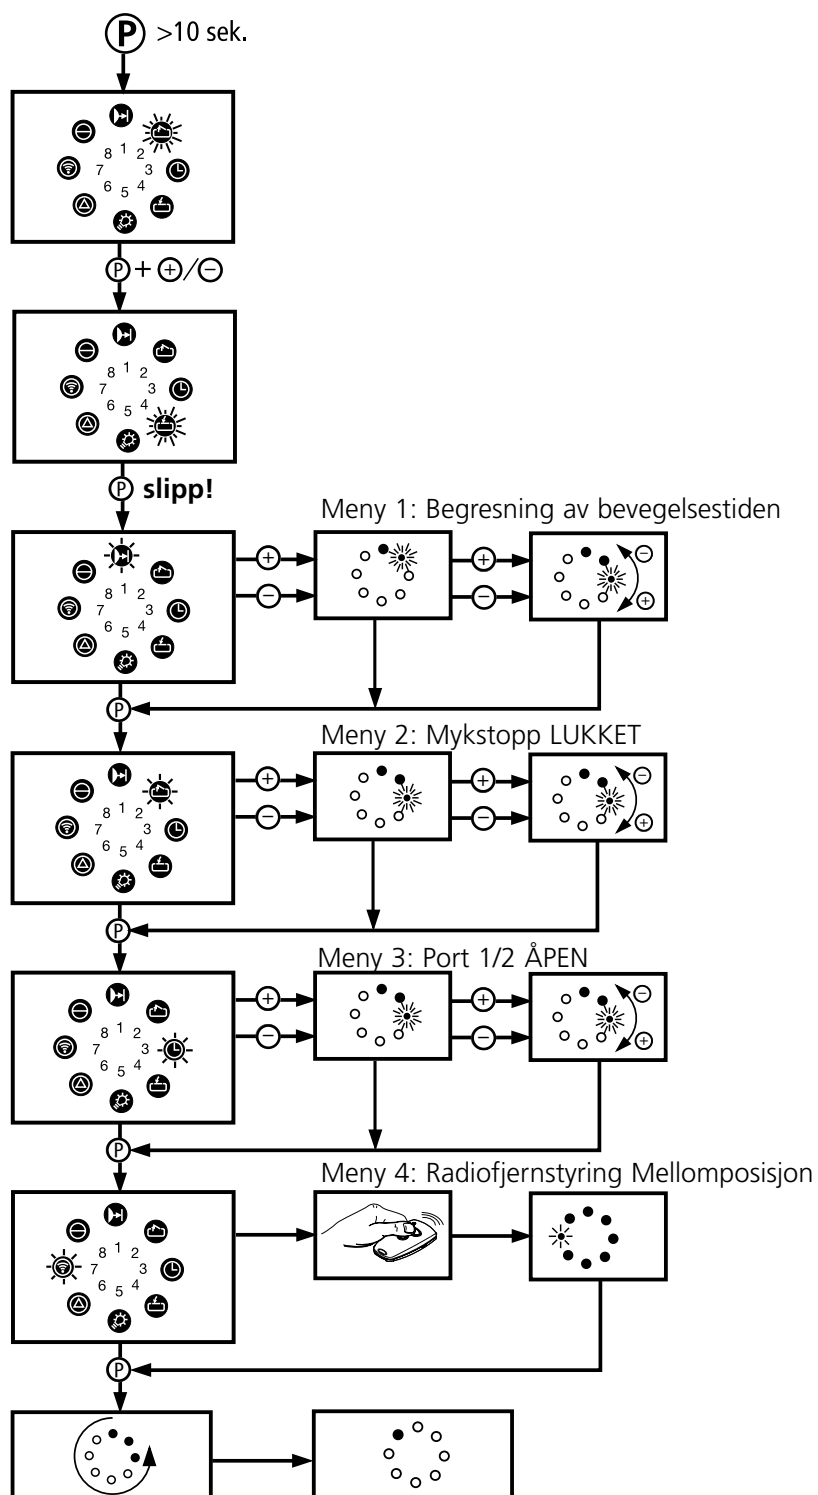 P >10 sek.
8 1 2
7 3
6 5 4
P + +/−
8 1 2
7 3
6 5 4
P slipp!
Meny 1: Begresning av bevegelsestiden
8 1 2
7 3
6 5 4
+ + −
− − +
P
Meny 2: Mykstopp LUKKET
8 1 2
7 3
6 5 4
+ + −
− − +
P
Meny 3: Port 1/2 ÅPEN
8 1 2
7 3
6 5 4
+ + −
− − +
P
Meny 4: Radiofjernstyring Mellomposisjon
8 1 2
7 3
6 5 4
P